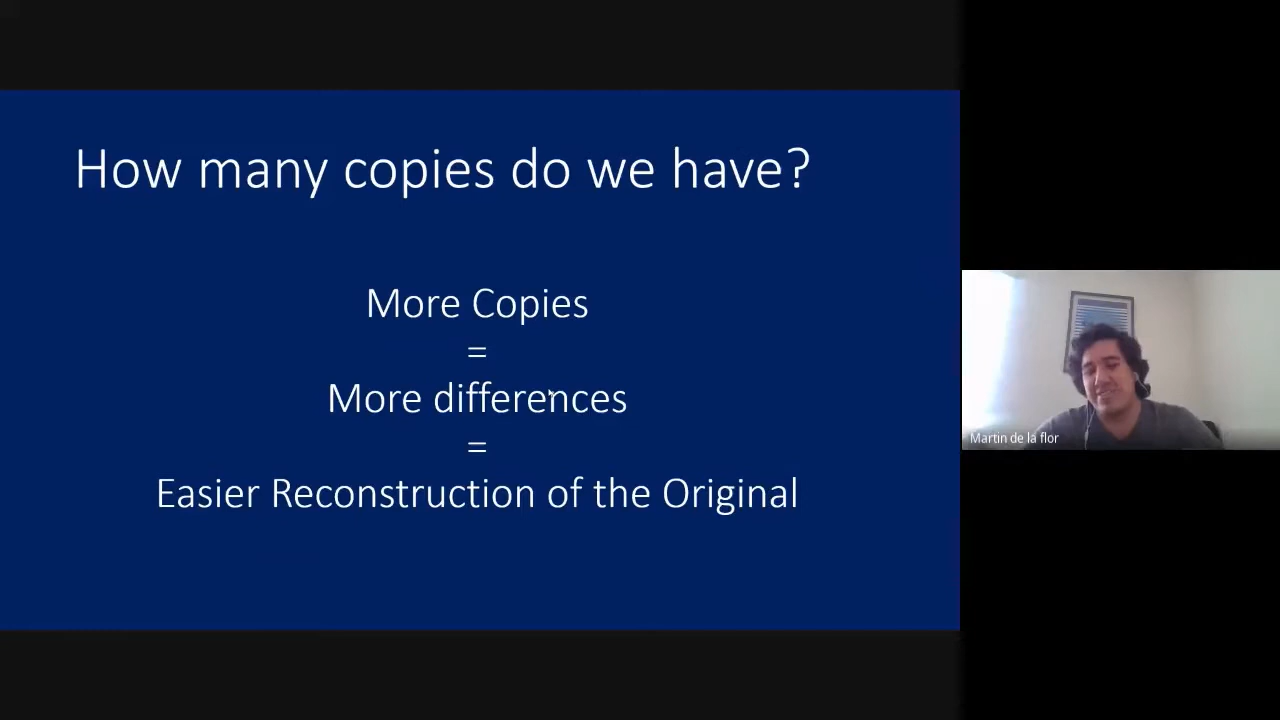 How many copies do we have?
More Copies
=
More differences
=
Easier Reconstruction of the Original
Martin de la flor